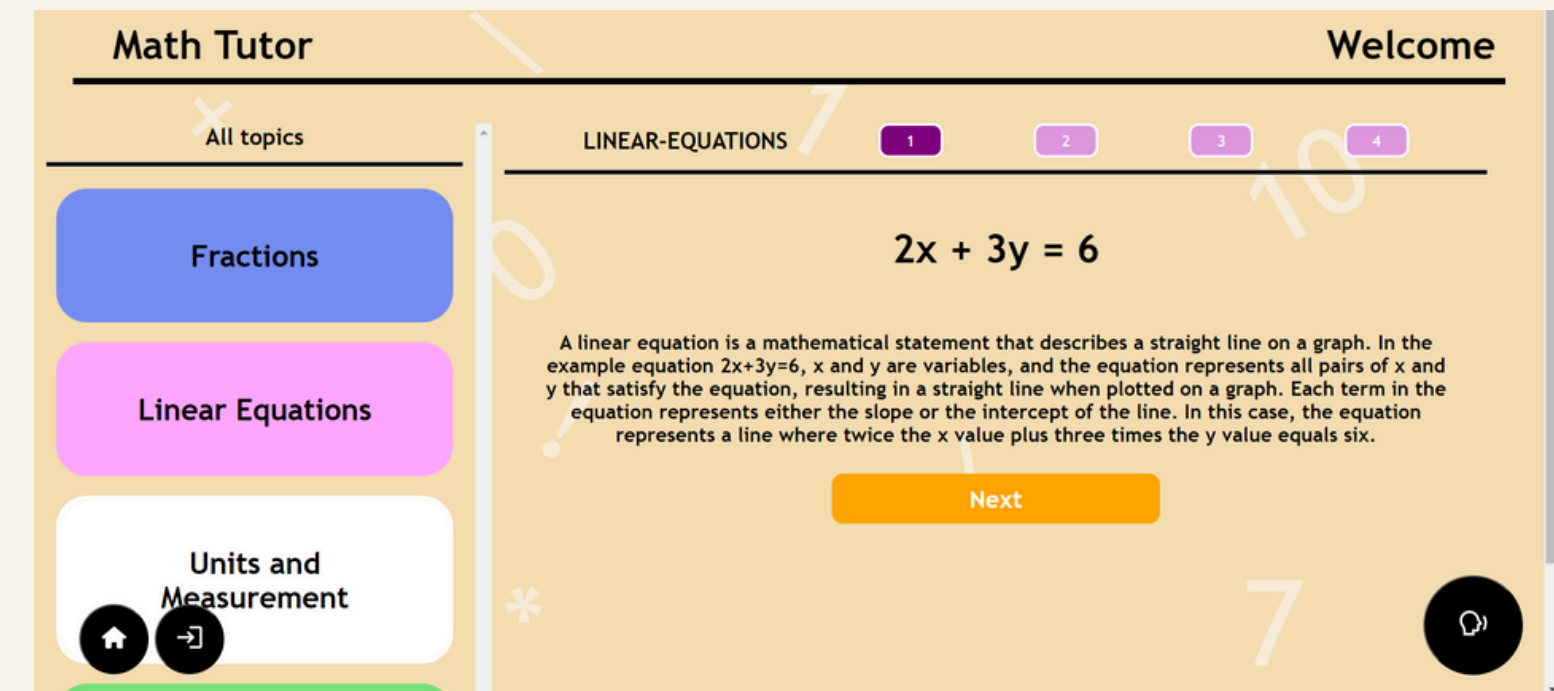 Math Tutor
Welcome
All topics
Fractions
Linear Equations
Units and
Measurement
LINEAR-EQUATIONS 1 2 3 4
2x + 3y = 6
A linear equation is a mathematical statement that describes a straight line on a graph. In the
example equation 2x+3y=6, x and y are variables, and the equation represents all pairs of x and
y that satisfy the equation, resulting in a straight line when plotted on a graph. Each term in the
equation represents either the slope or the intercept of the line. In this case, the equation
represents a line where twice the x value plus three times the y value equals six.
Next
+
1
10
0
!
*
7